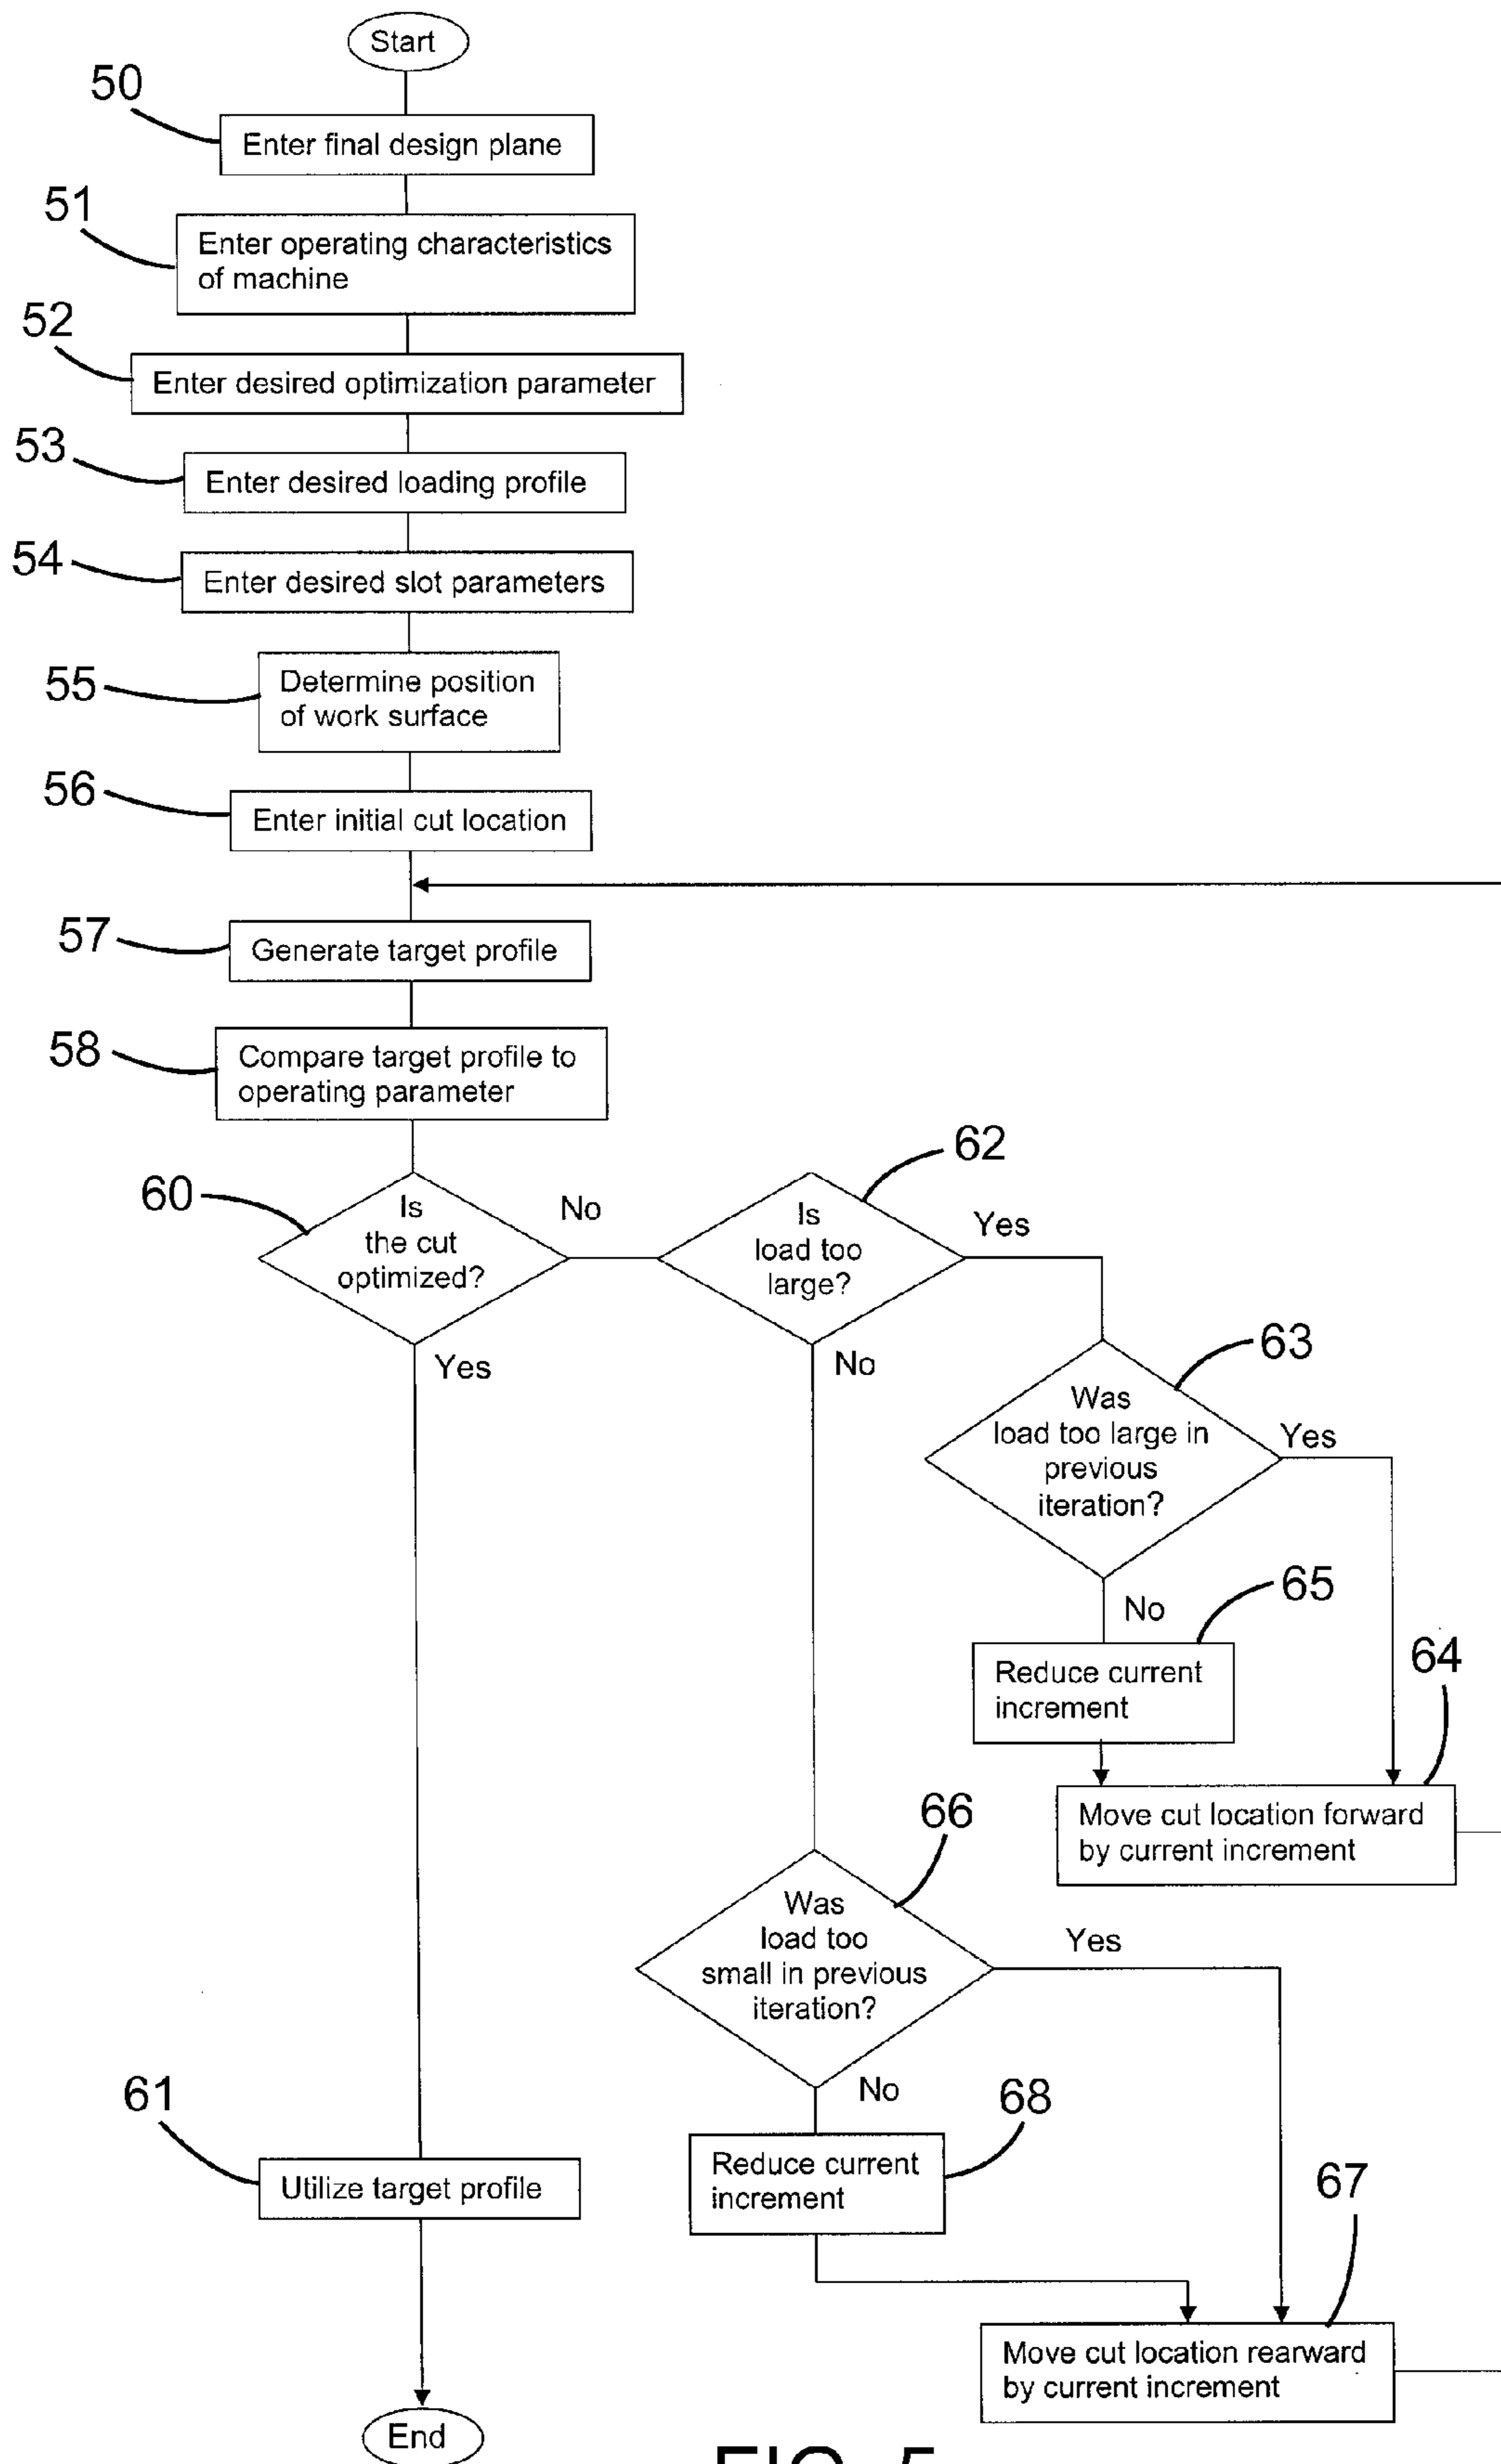 Start
50
Enter final design plane
51
Enter operating characteristics
of machine
52
Enter desired optimization parameter
53
Enter desired loading profile
54
Enter desired slot parameters
55
Determine position
of work surface
56
Enter initial cut location
57
Generate target profile
58
Compare target profile to
operating parameter
60
Is
the cut
optimized?
No
Yes
62
Is
load too
large?
Yes
No
63
Was
load too large in
previous
iteration?
Yes
No
65
Reduce current
increment
64
Move cut location forward
by current increment
66
Was
load too
small in previous
iteration?
Yes
No
68
Reduce current
increment
67
Move cut location rearward
by current increment
61
Utilize target profile
End
FIG. 5